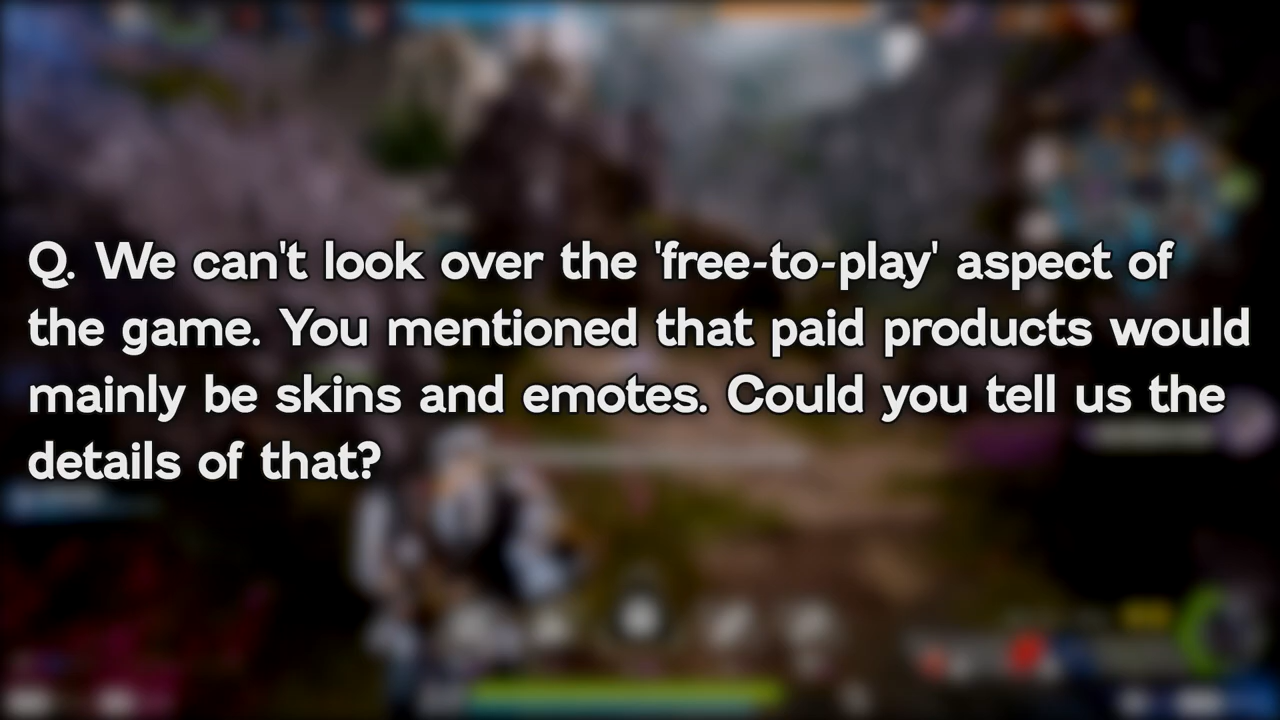 Q. We can't look over the 'free-to-play' aspect of
the game. You mentioned that paid products would
mainly be skins and emotes. Could you tell us the
details of that?